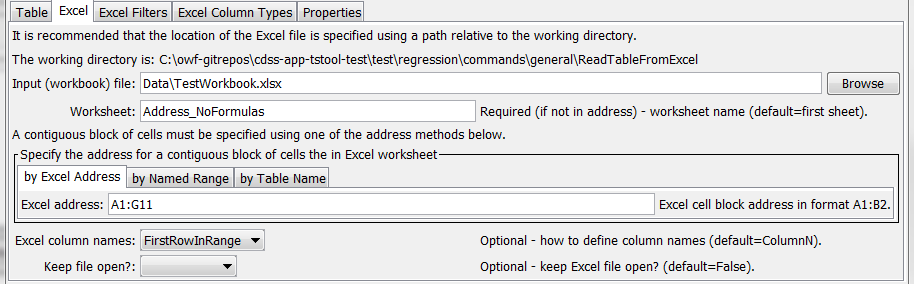 Table Excel Excel Filters Excel Column Types Properties
It is recommended that the location of the Excel file is specified using a path relative to the working directory.
The working directory is: C:\owf-gitrepos\cdss-app-tstool-test\test\regression\commands\general\ReadTableFromExcel
Input (workbook) file: Data\TestWorkbook.xlsx Browse
Worksheet: Address_NoFormulas Required (if not in address) - worksheet name (default=first sheet).
A contiguous block of cells must be specified using one of the address methods below.
Specify the address for a contiguous block of cells the in Excel worksheet
by Excel Address by Named Range by Table Name
Excel address: A1:G11 Excel cell block address in format A1:B2.
Excel column names: FirstRowInRange Optional - how to define column names (default=ColumnN).
Keep file open?: Optional - keep Excel file open? (default=False).